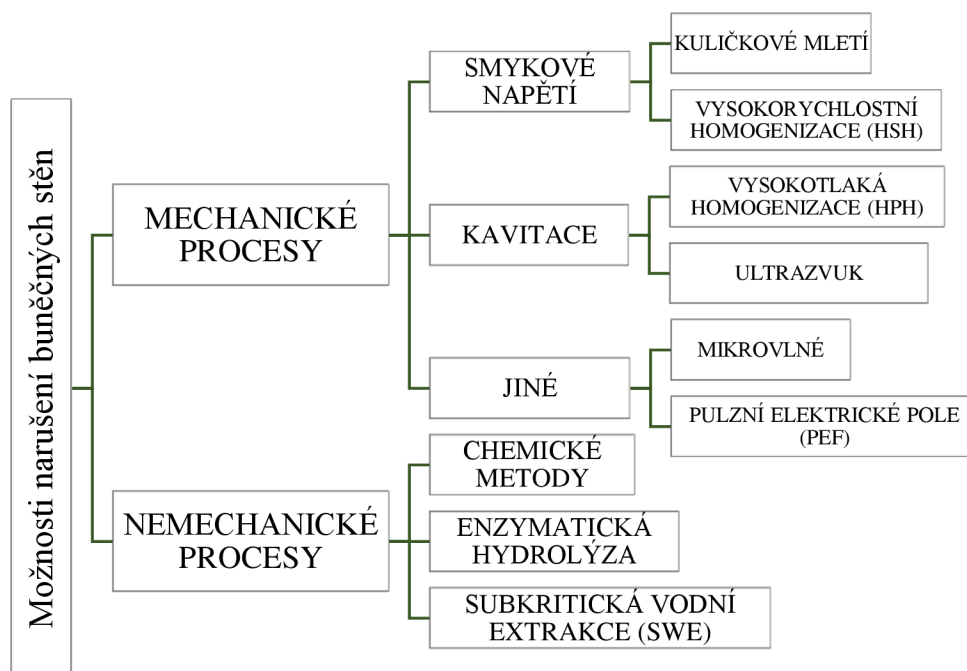 Možnosti narušení buněčných stěn
MECHANICKÉ
PROCESY
SMYKOVÉ
NAPĚTÍ
KULIČKOVÉ MLETÍ
VYSOKORYCHLOSTNÍ
HOMOGENIZACE (HSH)
KAVITACE
VYSOKOTLAKÁ
HOMOGENIZACE (HPH)
ULTRAZVUK
JINÉ
MIKROVLNÉ
PULZNÍ ELEKTRICKÉ POLE
(PEF)
NEMECHANICKÉ
PROCESY
CHEMICKÉ
METODY
ENZYMATICKÁ
HYDROLÝZA
SUBKRITICKÁ VODNÍ
EXTRAKCE (SWE)